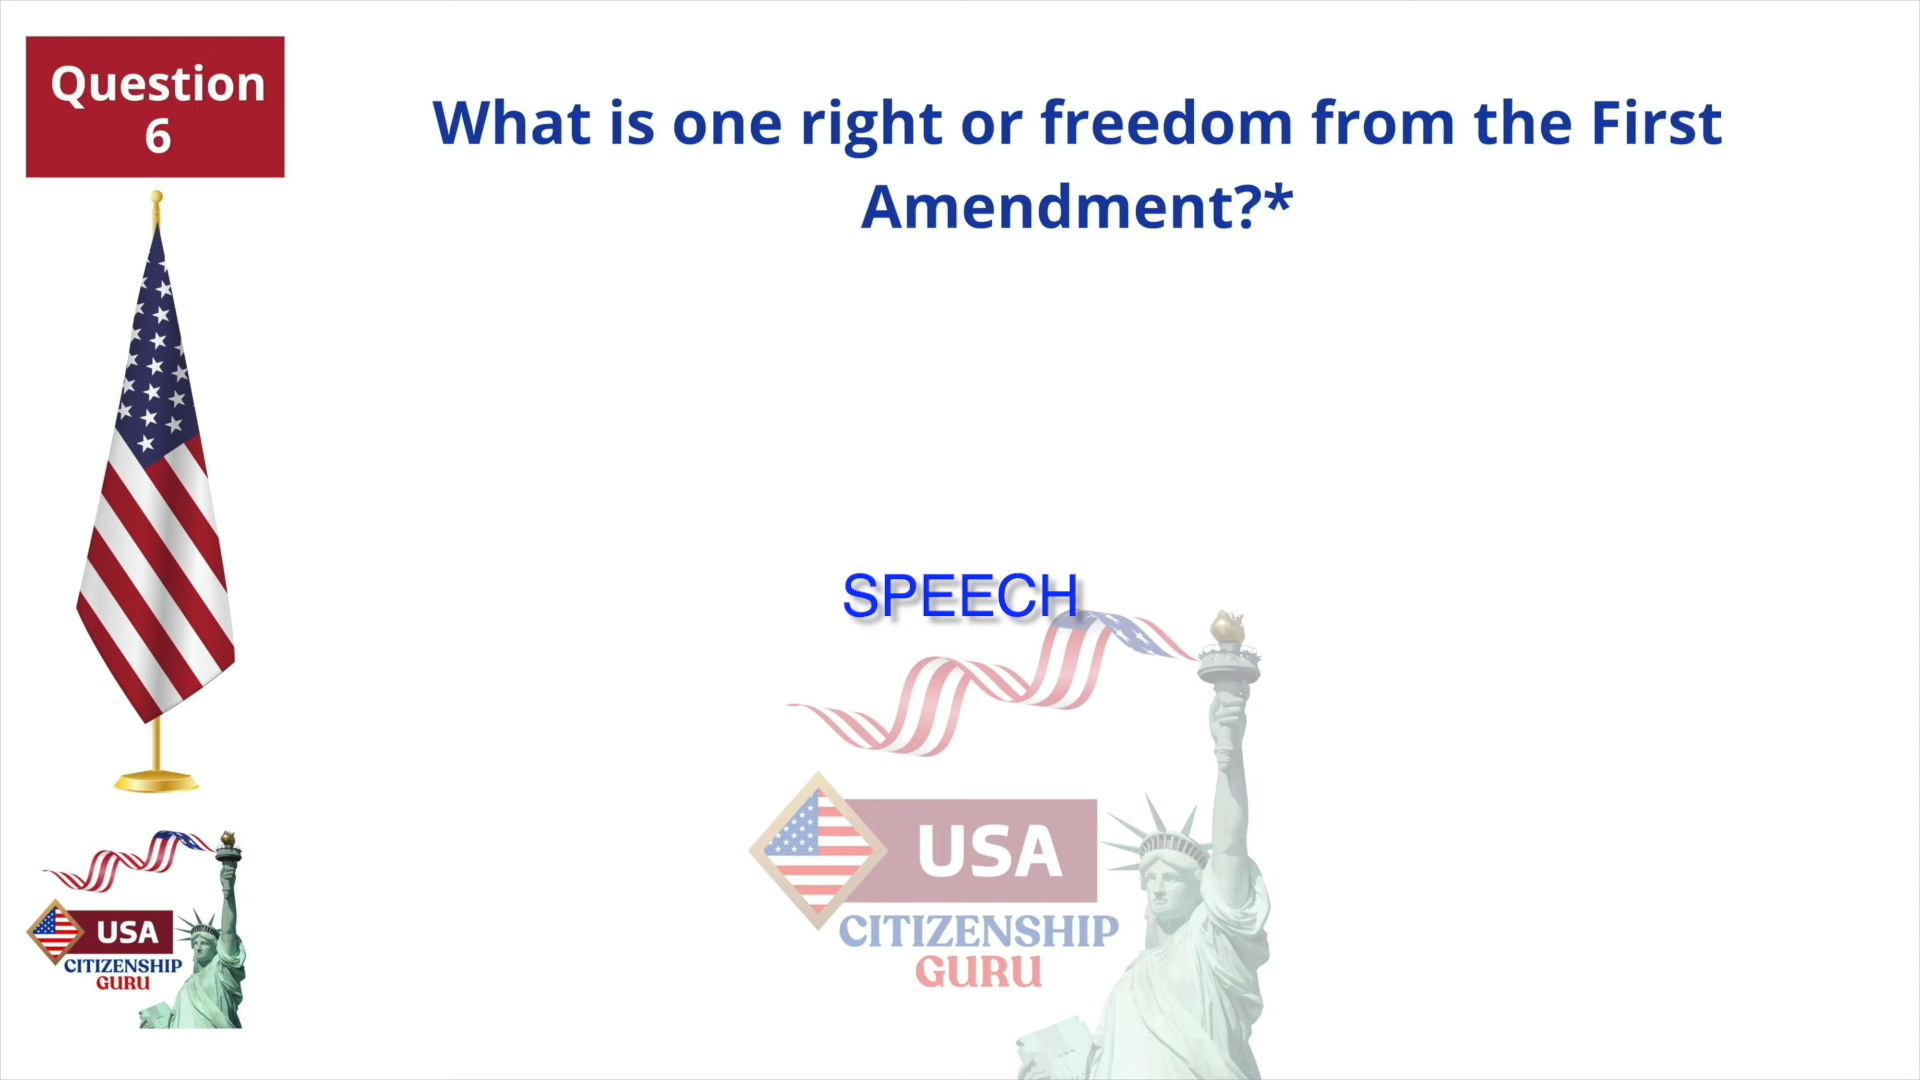 Question
6
What is one right or freedom from the First
Amendment?*
SPEECH
USA
CITIZENSHIP
GURU
USA
CITIZENSHIP
GURU